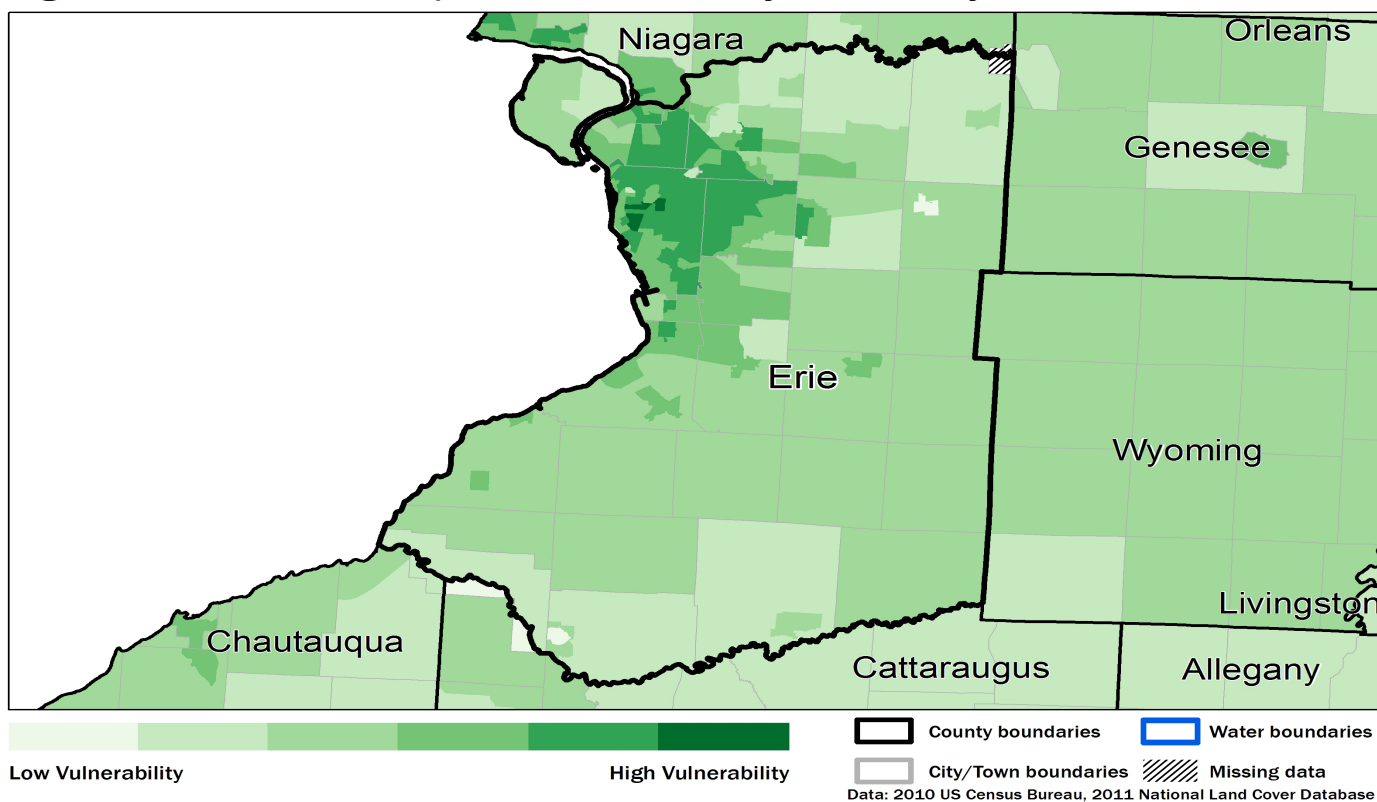 Niagara
Orleans
Genesee
Erie
Wyoming
Livingston
Chautauqua
Cattaraugus
Allegany
Low Vulnerability
High Vulnerability
County boundaries
Water boundaries
City/Town boundaries
Missing data
Data: 2010 US Census Bureau, 2011 National Land Cover Database